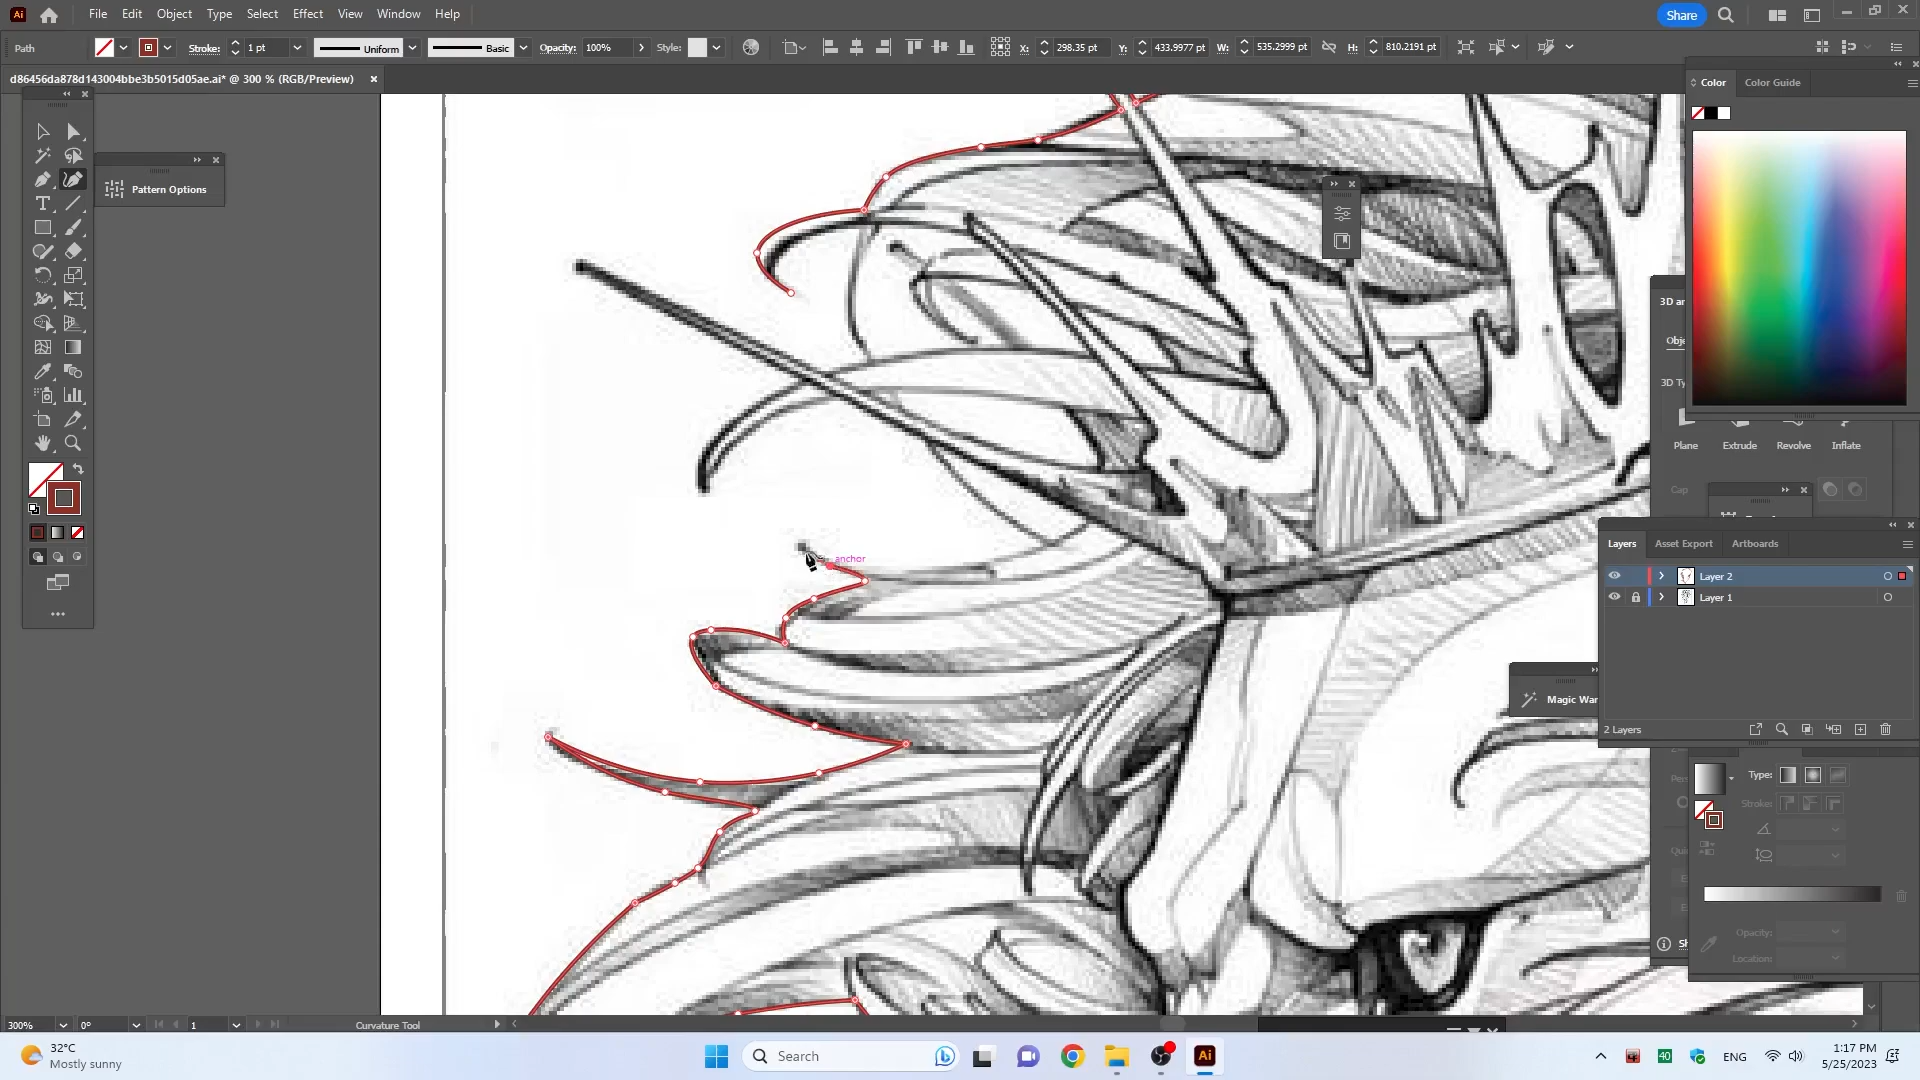 Ai File Edit Object Type Select Effect View Window Help Share
Path Stroke: 1 pt Uniform Basic Opacity: 100% Style: X: 298.35 pt Y: 433.9977 pt W: 535.2999 pt H: 810.2191 pt
d86456da878d143004bbe3b5015d05ae.ai* @ 300 % (RGB/Preview)
Color Color Guide
Pattern Options
3D ar
Obje
3D Ty
Plane Extrude Revolve Inflate
Cap
Layers Asset Export Artboards
anchor
Layer 2
Layer 1
Magic War
2 Layers
Type:
Stroke:
Opacity:
Location:
300% 0° 1 Curvature Tool
32°C
Mostly sunny
Search
Ai
40
ENG
1:17 PM
5/25/2023